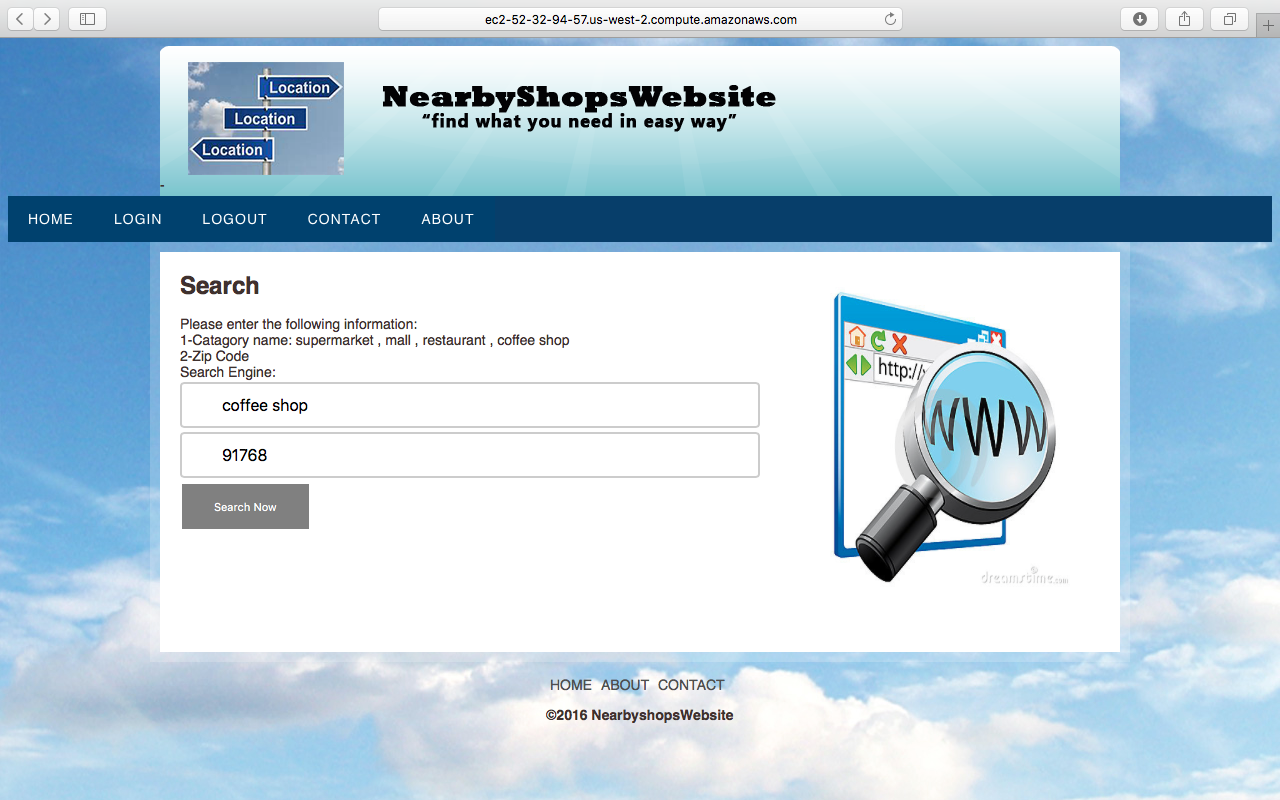 ec2-52-32-94-57.us-west-2.compute.amazonaws.com
Location
Location
Location
NearbyShopsWebsite
“find what you need in easy way”
-
HOME LOGIN LOGOUT CONTACT ABOUT
Search
Please enter the following information:
1-Catagory name: supermarket , mall , restaurant , coffee shop
2-Zip Code
Search Engine:
coffee shop
91768
Search Now
http://
WWW
dreamstime.com
HOME ABOUT CONTACT
©2016 NearbyshopsWebsite